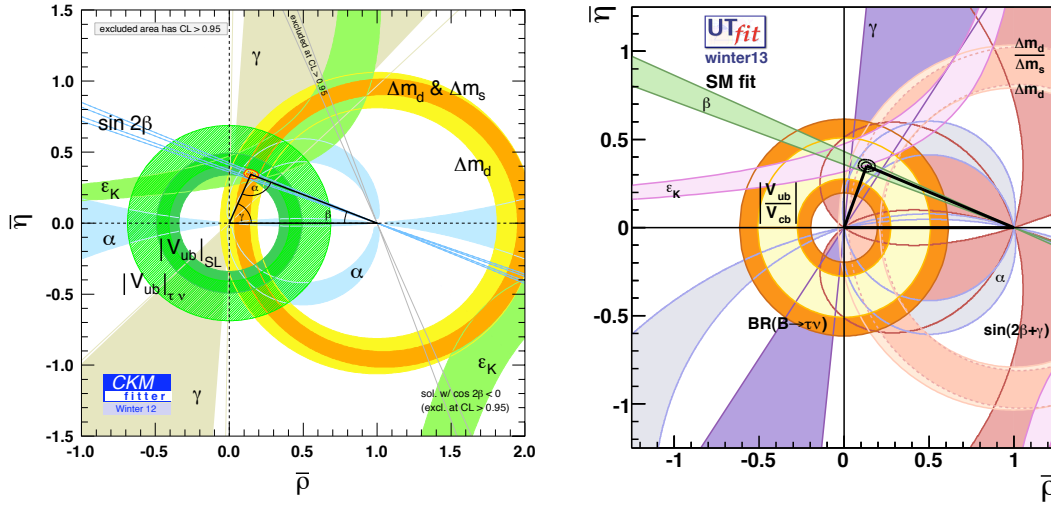 excluded area has CL > 0.95
γ
excluded at CL > 0.95
Δm_d & Δm_s
sin 2β
Δm_d
ε_K
α
β
γ
α
|V_ub|_SL
α
|V_ub|_τν
ε_K
CKM
fitter
Winter 12
γ
sol. w/ cos 2β < 0
(excl. at CL > 0.95)
1.5
1.0
0.5
0.0
-0.5
-1.0
-1.5
-1.0
-0.5
0.0
0.5
1.0
1.5
2.0
η̅
ρ̅
η̅
UTfit
winter13
SM fit
γ
Δm_d
Δm_s
Δm_d
β
ε_K
|V_ub|
|V_cb|
α
BR(B→τν)
sin(2β+γ)
1
0.5
0
-0.5
-1
-1
-0.5
0
0.5
1
ρ̅